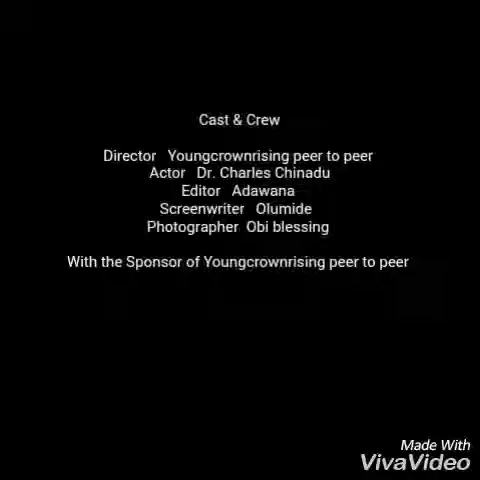 Cast & Crew
Director Youngcrownrising peer to peer
Actor Dr. Charles Chinadu
Editor Adawana
Screenwriter Olumide
Photographer Obi blessing
With the Sponsor of Youngcrownrising peer to peer
Made With
VivaVideo